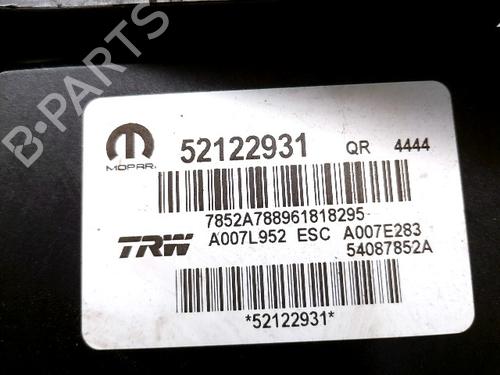 B-PARTS
MOPAR.
52122931 QR 4444
7852A788961818295
TRW A007L952 ESC A007E283
54087852A
*52122931*